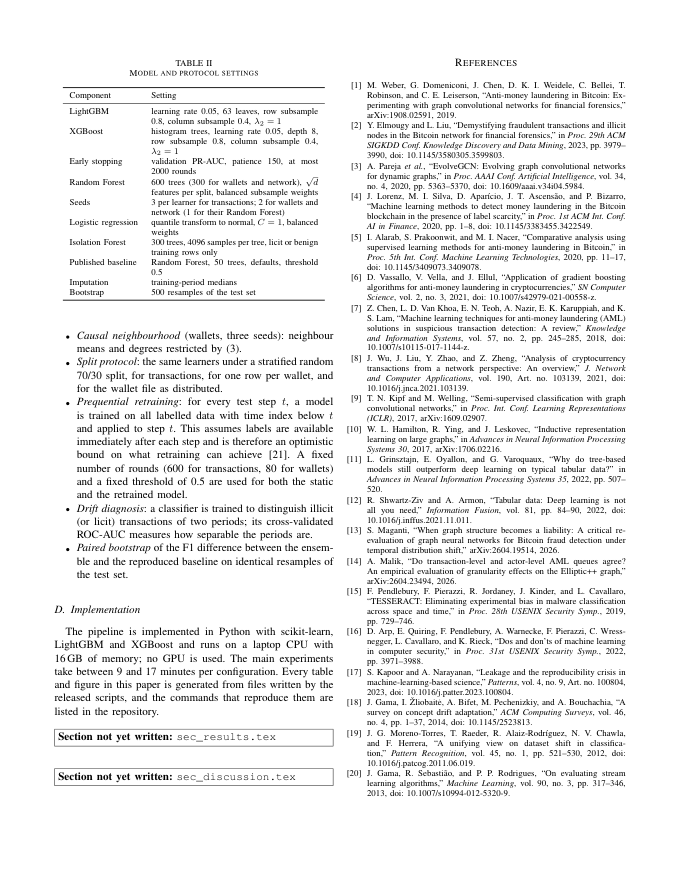 TABLE II
MODEL AND PROTOCOL SETTINGS
Component Setting
LightGBM learning rate 0.05, 63 leaves, row subsample
0.8, column subsample 0.4, λ2 = 1
XGBoost histogram trees, learning rate 0.05, depth 8,
row subsample 0.8, column subsample 0.4,
λ2 = 1
Early stopping validation PR-AUC, patience 150, at most
2000 rounds
Random Forest 600 trees (300 for wallets and network), √d
features per split, balanced subsample weights
Seeds 3 per learner for transactions; 2 for wallets and
network (1 for their Random Forest)
Logistic regression quantile transform to normal, C = 1, balanced
weights
Isolation Forest 300 trees, 4096 samples per tree, licit or benign
training rows only
Published baseline Random Forest, 50 trees, defaults, threshold
0.5
Imputation training-period medians
Bootstrap 500 resamples of the test set
• Causal neighbourhood (wallets, three seeds): neighbour
means and degrees restricted by (3).
• Split protocol: the same learners under a stratified random
70/30 split, for transactions, for one row per wallet, and
for the wallet file as distributed.
• Prequential retraining: for every test step t, a model
is trained on all labelled data with time index below t
and applied to step t. This assumes labels are available
immediately after each step and is therefore an optimistic
bound on what retraining can achieve [21]. A fixed
number of rounds (600 for transactions, 80 for wallets)
and a fixed threshold of 0.5 are used for both the static
and the retrained model.
• Drift diagnosis: a classifier is trained to distinguish illicit
(or licit) transactions of two periods; its cross-validated
ROC-AUC measures how separable the periods are.
• Paired bootstrap of the F1 difference between the ensem-
ble and the reproduced baseline on identical resamples of
the test set.
D. Implementation
The pipeline is implemented in Python with scikit-learn,
LightGBM and XGBoost and runs on a laptop CPU with
16 GB of memory; no GPU is used. The main experiments
take between 9 and 17 minutes per configuration. Every table
and figure in this paper is generated from files written by the
released scripts, and the commands that reproduce them are
listed in the repository.
Section not yet written: sec_results.tex
Section not yet written: sec_discussion.tex
REFERENCES
[1] M. Weber, G. Domeniconi, J. Chen, D. K. I. Weidele, C. Bellei, T.
Robinson, and C. E. Leiserson, “Anti-money laundering in Bitcoin: Ex-
perimenting with graph convolutional networks for financial forensics,”
arXiv:1908.02591, 2019.
[2] Y. Elmougy and L. Liu, “Demystifying fraudulent transactions and illicit
nodes in the Bitcoin network for financial forensics,” in Proc. 29th ACM
SIGKDD Conf. Knowledge Discovery and Data Mining, 2023, pp. 3979–
3990, doi: 10.1145/3580305.3599803.
[3] A. Pareja et al., “EvolveGCN: Evolving graph convolutional networks
for dynamic graphs,” in Proc. AAAI Conf. Artificial Intelligence, vol. 34,
no. 4, 2020, pp. 5363–5370, doi: 10.1609/aaai.v34i04.5984.
[4] J. Lorenz, M. I. Silva, D. Aparício, J. T. Ascensão, and P. Bizarro,
“Machine learning methods to detect money laundering in the Bitcoin
blockchain in the presence of label scarcity,” in Proc. 1st ACM Int. Conf.
AI in Finance, 2020, pp. 1–8, doi: 10.1145/3383455.3422549.
[5] I. Alarab, S. Prakoonwit, and M. I. Nacer, “Comparative analysis using
supervised learning methods for anti-money laundering in Bitcoin,” in
Proc. 5th Int. Conf. Machine Learning Technologies, 2020, pp. 11–17,
doi: 10.1145/3409073.3409078.
[6] D. Vassallo, V. Vella, and J. Ellul, “Application of gradient boosting
algorithms for anti-money laundering in cryptocurrencies,” SN Computer
Science, vol. 2, no. 3, 2021, doi: 10.1007/s42979-021-00558-z.
[7] Z. Chen, L. D. Van Khoa, E. N. Teoh, A. Nazir, E. K. Karuppiah, and K.
S. Lam, “Machine learning techniques for anti-money laundering (AML)
solutions in suspicious transaction detection: A review,” Knowledge
and Information Systems, vol. 57, no. 2, pp. 245–285, 2018, doi:
10.1007/s10115-017-1144-z.
[8] J. Wu, J. Liu, Y. Zhao, and Z. Zheng, “Analysis of cryptocurrency
transactions from a network perspective: An overview,” J. Network
and Computer Applications, vol. 190, Art. no. 103139, 2021, doi:
10.1016/j.jnca.2021.103139.
[9] T. N. Kipf and M. Welling, “Semi-supervised classification with graph
convolutional networks,” in Proc. Int. Conf. Learning Representations
(ICLR), 2017, arXiv:1609.02907.
[10] W. L. Hamilton, R. Ying, and J. Leskovec, “Inductive representation
learning on large graphs,” in Advances in Neural Information Processing
Systems 30, 2017, arXiv:1706.02216.
[11] L. Grinsztajn, E. Oyallon, and G. Varoquaux, “Why do tree-based
models still outperform deep learning on typical tabular data?” in
Advances in Neural Information Processing Systems 35, 2022, pp. 507–
520.
[12] R. Shwartz-Ziv and A. Armon, “Tabular data: Deep learning is not
all you need,” Information Fusion, vol. 81, pp. 84–90, 2022, doi:
10.1016/j.inffus.2021.11.011.
[13] S. Maganti, “When graph structure becomes a liability: A critical re-
evaluation of graph neural networks for Bitcoin fraud detection under
temporal distribution shift,” arXiv:2604.19514, 2026.
[14] A. Malik, “Do transaction-level and actor-level AML queues agree?
An empirical evaluation of granularity effects on the Elliptic++ graph,”
arXiv:2604.23494, 2026.
[15] F. Pendlebury, F. Pierazzi, R. Jordaney, J. Kinder, and L. Cavallaro,
“TESSERACT: Eliminating experimental bias in malware classification
across space and time,” in Proc. 28th USENIX Security Symp., 2019,
pp. 729–746.
[16] D. Arp, E. Quiring, F. Pendlebury, A. Warnecke, F. Pierazzi, C. Wress-
negger, L. Cavallaro, and K. Rieck, “Dos and don’ts of machine learning
in computer security,” in Proc. 31st USENIX Security Symp., 2022,
pp. 3971–3988.
[17] S. Kapoor and A. Narayanan, “Leakage and the reproducibility crisis in
machine-learning-based science,” Patterns, vol. 4, no. 9, Art. no. 100804,
2023, doi: 10.1016/j.patter.2023.100804.
[18] J. Gama, I. Žliobaitė, A. Bifet, M. Pechenizkiy, and A. Bouchachia, “A
survey on concept drift adaptation,” ACM Computing Surveys, vol. 46,
no. 4, pp. 1–37, 2014, doi: 10.1145/2523813.
[19] J. G. Moreno-Torres, T. Raeder, R. Alaiz-Rodríguez, N. V. Chawla,
and F. Herrera, “A unifying view on dataset shift in classifica-
tion,” Pattern Recognition, vol. 45, no. 1, pp. 521–530, 2012, doi:
10.1016/j.patcog.2011.06.019.
[20] J. Gama, R. Sebastião, and P. P. Rodrigues, “On evaluating stream
learning algorithms,” Machine Learning, vol. 90, no. 3, pp. 317–346,
2013, doi: 10.1007/s10994-012-5320-9.